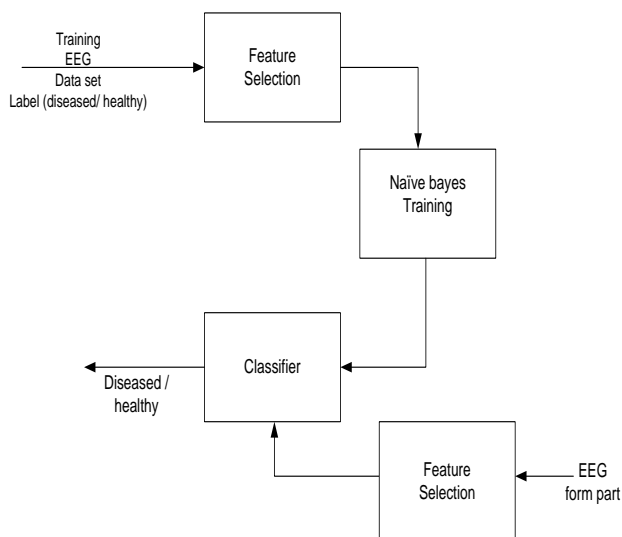 Training
EEG
Data set
Label (diseased/ healthy)
Feature
Selection
Naïve bayes
Training
Classifier
Diseased /
healthy
Feature
Selection
EEG
form part